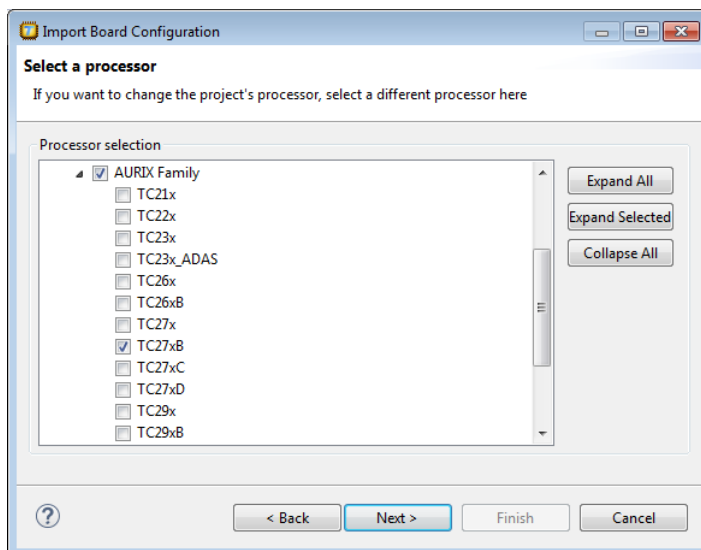 Import Board Configuration
Select a processor
If you want to change the project's processor, select a different processor here
Processor selection
AURIX Family
TC21x
TC22x
TC23x
TC23x_ADAS
TC26x
TC26xB
TC27x
TC27xB
TC27xC
TC27xD
TC29x
TC29xB
Expand All
Expand Selected
Collapse All
?
< Back
Next >
Finish
Cancel